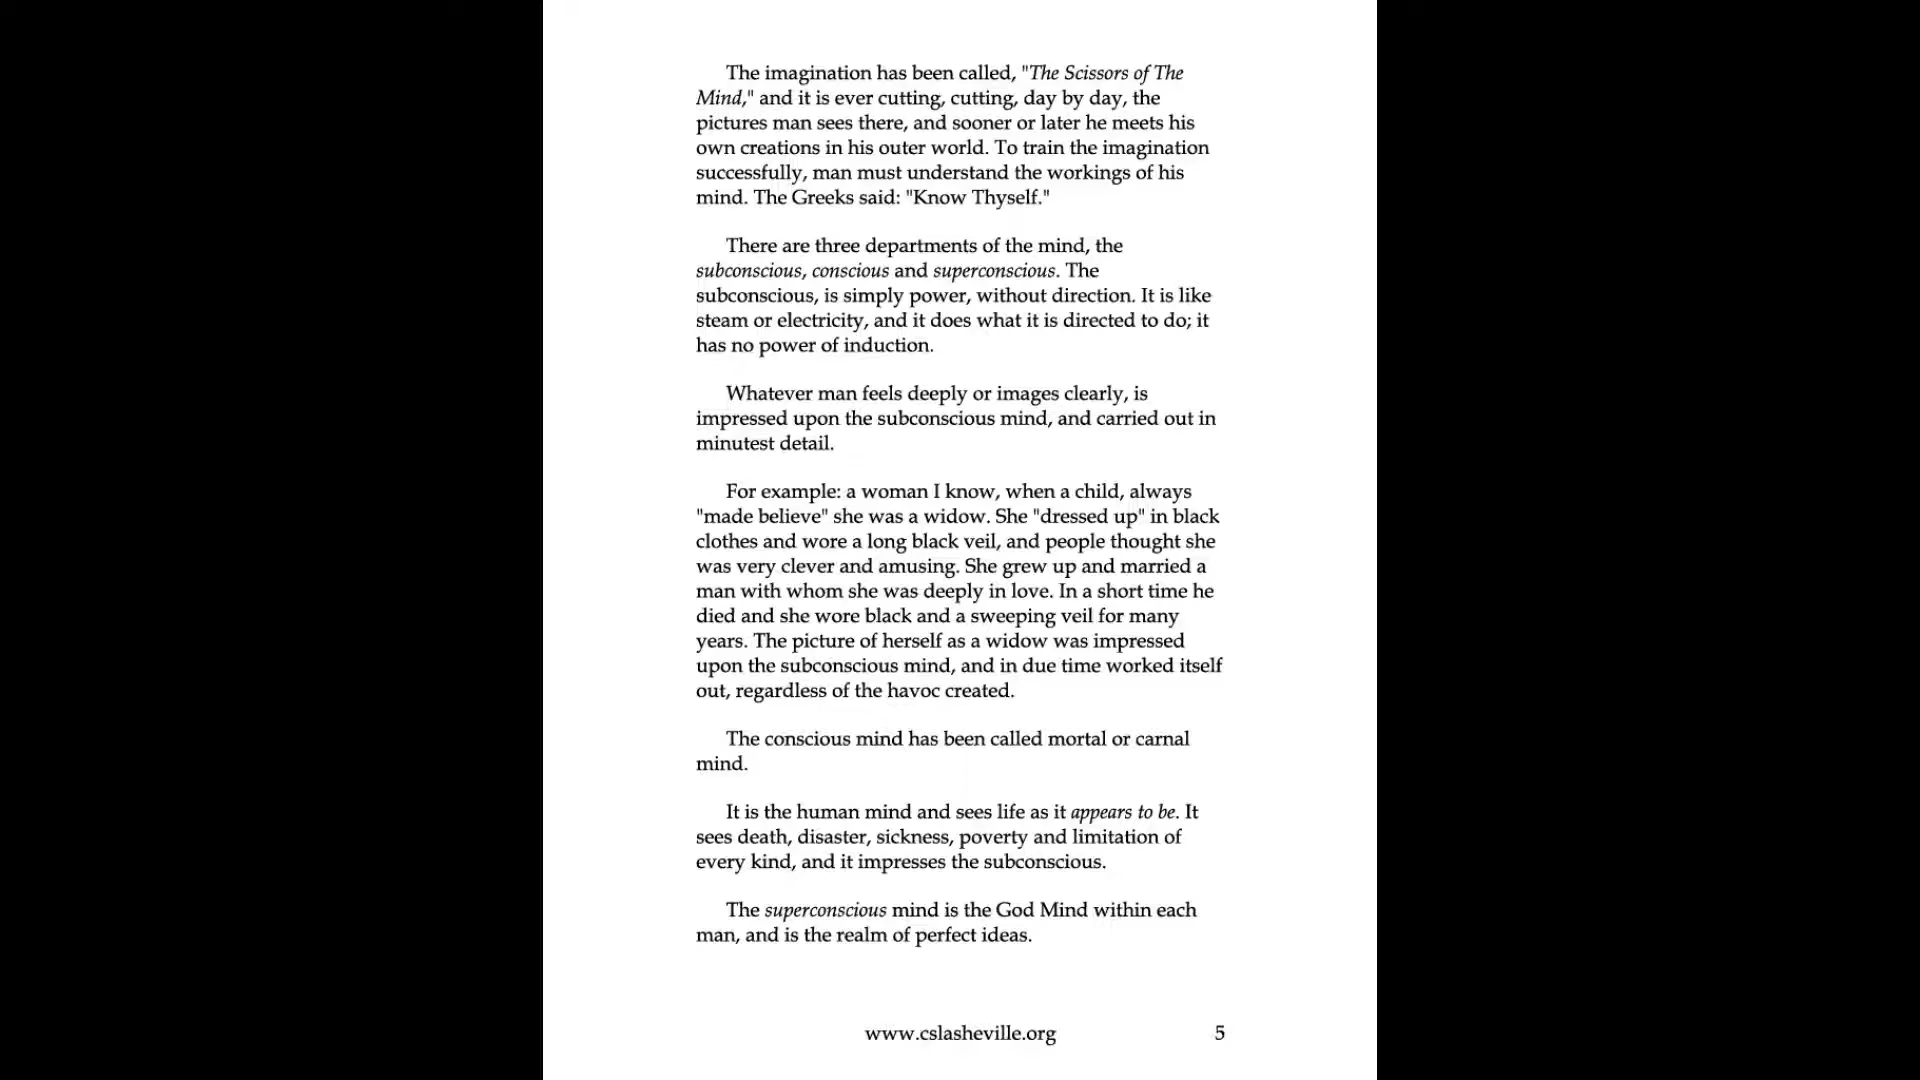 The imagination has been called, "The Scissors of The
Mind," and it is ever cutting, cutting, day by day, the
pictures man sees there, and sooner or later he meets his
own creations in his outer world. To train the imagination
successfully, man must understand the workings of his
mind. The Greeks said: "Know Thyself."
There are three departments of the mind, the
subconscious, conscious and superconscious. The
subconscious, is simply power, without direction. It is like
steam or electricity, and it does what it is directed to do; it
has no power of induction.
Whatever man feels deeply or images clearly, is
impressed upon the subconscious mind, and carried out in
minutest detail.
For example: a woman I know, when a child, always
"made believe" she was a widow. She "dressed up" in black
clothes and wore a long black veil, and people thought she
was very clever and amusing. She grew up and married a
man with whom she was deeply in love. In a short time he
died and she wore black and a sweeping veil for many
years. The picture of herself as a widow was impressed
upon the subconscious mind, and in due time worked itself
out, regardless of the havoc created.
The conscious mind has been called mortal or carnal
mind.
It is the human mind and sees life as it appears to be. It
sees death, disaster, sickness, poverty and limitation of
every kind, and it impresses the subconscious.
The superconscious mind is the God Mind within each
man, and is the realm of perfect ideas.
www.cslasheville.org 5